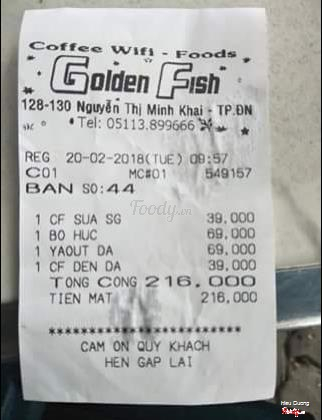 Coffee Wifi - Foods
Golden Fish
128-130 Nguyễn Thị Minh Khai - TP.ĐN
Tel: 05113.899666
REG 20-02-2018(TUE) 09:57
C01 MC#01 549157
BAN SO:44
Foody.vn
1 CF SUA SG 39,000
1 BO HUC 69,000
1 YAOUT DA 69,000
1 CF DEN DA 39,000
TONG CONG 216,000
TIEN MAT 216,000
************************
CAM ON QUY KHACH
HEN GAP LAI
Hieu Duong